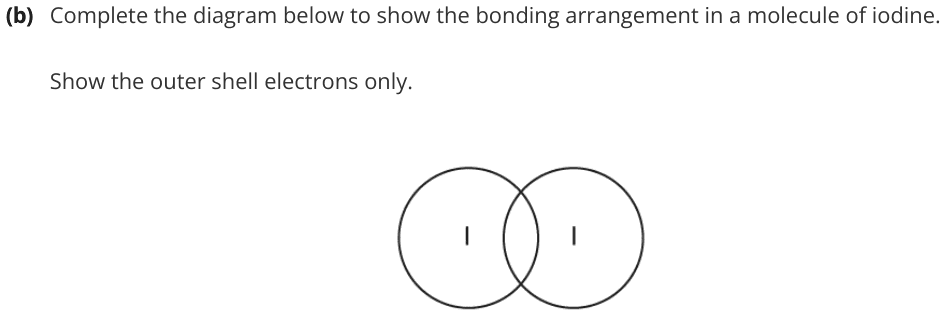 (b) Complete the diagram below to show the bonding arrangement in a molecule of iodine.
Show the outer shell electrons only.
I I